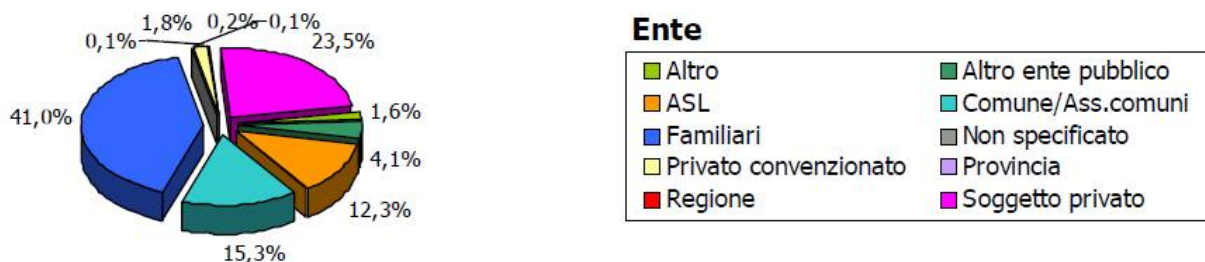 1,8%
0,2%
0,1%
0,1%
23,5%
41,0%
1,6%
4,1%
12,3%
15,3%
Ente
Altro
Altro ente pubblico
ASL
Comune/Ass.comuni
Familiari
Non specificato
Privato convenzionato
Provincia
Regione
Soggetto privato